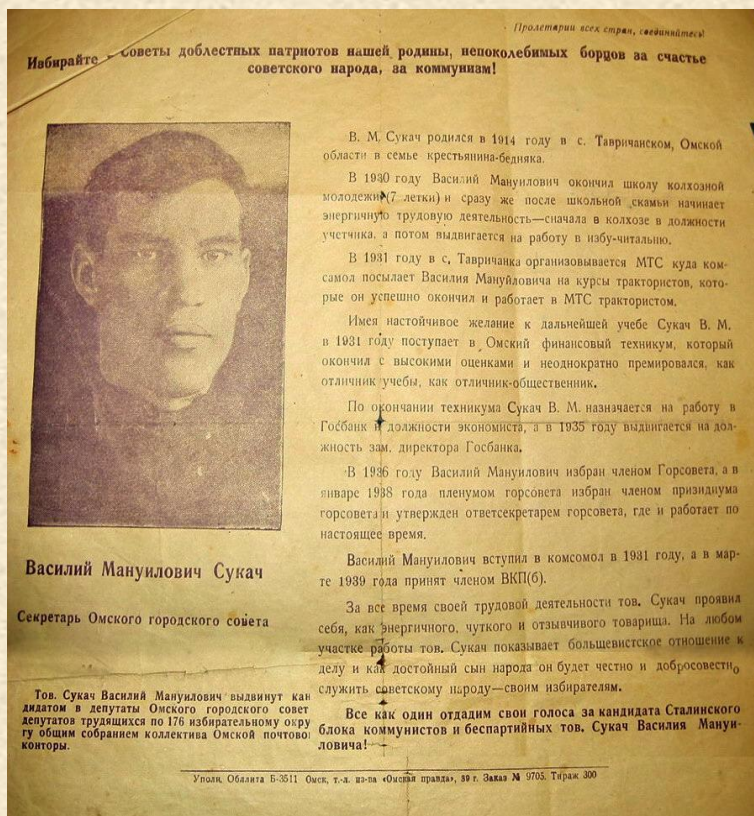 Пролетарии всех стран, соединяйтесь!
Избирайте Советы доблестных патриотов нашей родины, непоколебимых борцов за счастье
советского народа, за коммунизм!
В. М. Сукач родился в 1914 году в с. Тавричанском, Омской
области в семье крестьянина-бедняка.
В 1930 году Василий Мануилович окончил школу колхозной
молодежи (7 летки) и сразу же после школьной скамьи начинает
энергичную трудовую деятельность—сначала в колхозе в должности
учетчика, а потом выдвигается на работу в избу-читальню.
В 1931 году в с, Тавричанка организовывается МТС куда ком-
самол посылает Василия Мануйловича на курсы трактористов, кото-
рые он успешно окончил и работает в МТС трактористом.
Имея настойчивое желание к дальнейшей учебе Сукач В. М.
в 1931 году поступает в Омский финансовый техникум, который
окончил с высокими оценками и неоднократно премировался, как
отличник учебы, как отличник-общественник.
По окончании техникума Сукач В. М. назначается на работу в
Госбанк в должности экономиста, а в 1935 году выдвигается на дол-
жность зам. директора Госбанка.
В 1936 году Василий Мануилович избран членом Горсовета, а в
январе 1938 года пленумом горсовета избран членом призидиума
горсовета и утвержден ответсекретарем горсовета, где и работает по
настоящее время.
Василий Мануилович вступил в комсомол в 1931 году, а в мар-
те 1939 года принят членом ВКП(б).
За все время своей трудовой деятельности тов. Сукач проявил
себя, как энергичного, чуткого и отзывчивого товарища. На любом
участке работы тов. Сукач показывает большевистское отношение к
делу и как достойный сын народа он будет честно и добросовестно
служить советскому народу—своим избирателям.
Все как один отдадим свои голоса за кандидата Сталинского
блока коммунистов и беспартийных тов. Сукач Василия Мануи-
ловича!
Василий Мануилович Сукач
Секретарь Омского городского совета
Тов. Сукач Василий Мануилович выдвинут кан
дидатом в депутаты Омского городского совет
депутатов трудящихся по 176 избирательному окру
гу общим собранием коллектива Омской почтово
конторы.
Уполн. Обллита Б-3511 Омск, т.-л. из-ва «Омская правда», 39 г. Заказ № 9705. Тираж 300